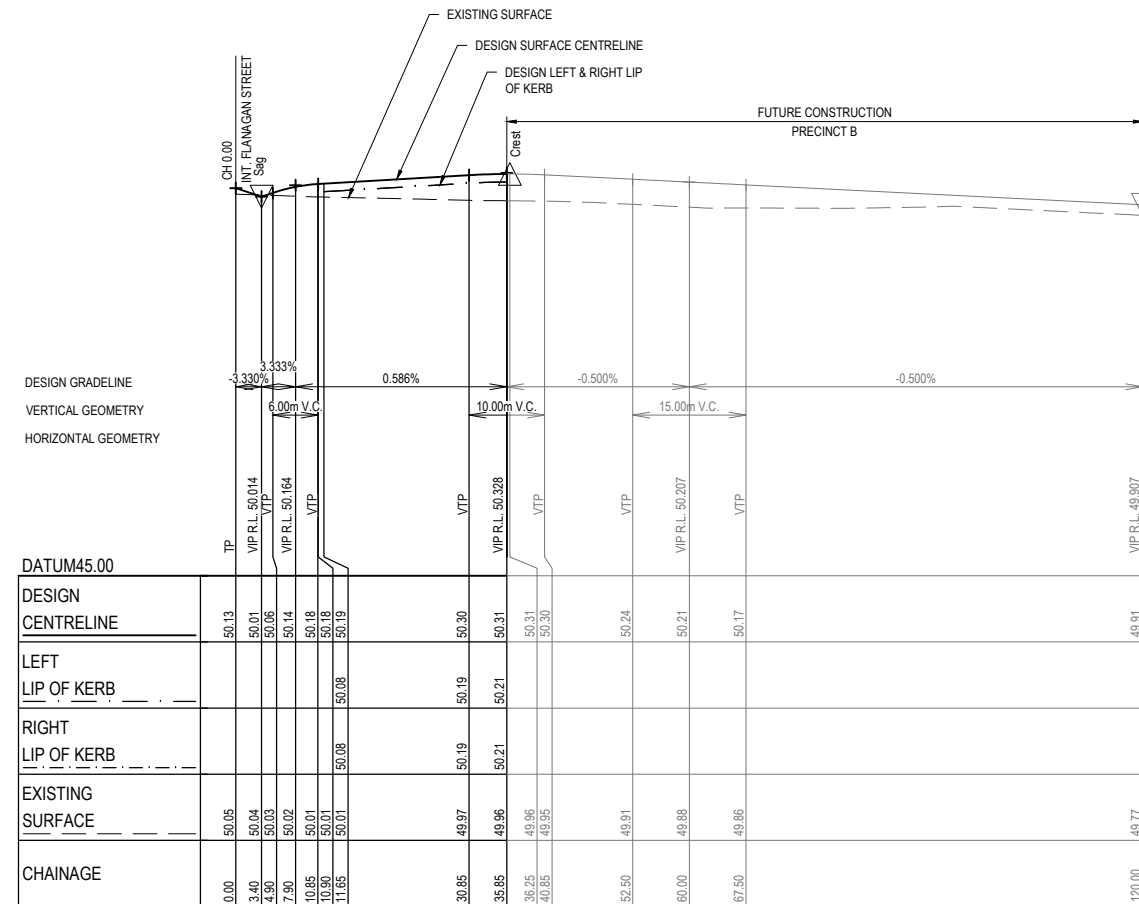 EXISTING SURFACE
DESIGN SURFACE CENTRELINE
DESIGN LEFT & RIGHT LIP
OF KERB
FUTURE CONSTRUCTION
PRECINCT B
CH 0.00
INT. FLANAGAN STREET
Sag
Crest
DESIGN GRADELINE
-3.330%
3.333%
0.586%
-0.500%
-0.500%
VERTICAL GEOMETRY
6.00m V.C.
10.00m V.C.
15.00m V.C.
HORIZONTAL GEOMETRY
TP
VIP R.L. 50.014
VTP
VIP R.L. 50.164
VTP
VTP
VIP R.L. 50.328
VTP
VTP
VIP R.L. 50.207
VTP
VIP R.L. 49.907
DATUM45.00
DESIGN
CENTRELINE
50.13
50.01
50.06
50.14
50.18
50.18
50.19
50.30
50.31
50.31
50.30
50.24
50.21
50.17
49.91
LEFT
LIP OF KERB
50.08
50.19
50.21
RIGHT
LIP OF KERB
50.08
50.19
50.21
EXISTING
SURFACE
50.05
50.04
50.03
50.02
50.01
50.01
50.01
49.97
49.96
49.96
49.95
49.91
49.88
49.86
49.77
CHAINAGE
0.00
3.40
4.90
7.90
10.85
10.90
11.65
30.85
35.85
36.25
40.85
52.50
60.00
67.50
120.00